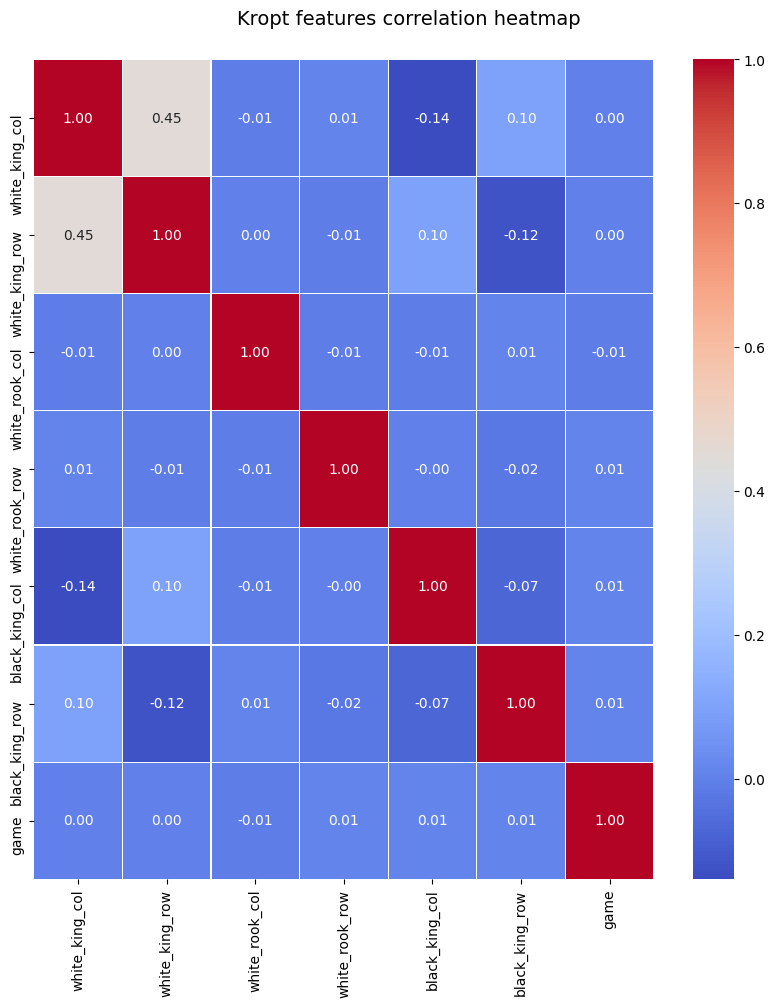 Kropt features correlation heatmap
white_king_col 1.00 0.45 -0.01 0.01 -0.14 0.10 0.00
white_king_row 0.45 1.00 0.00 -0.01 0.10 -0.12 0.00
white_rook_col -0.01 0.00 1.00 -0.01 -0.01 0.01 -0.01
white_rook_row 0.01 -0.01 -0.01 1.00 -0.00 -0.02 0.01
black_king_col -0.14 0.10 -0.01 -0.00 1.00 -0.07 0.01
black_king_row 0.10 -0.12 0.01 -0.02 -0.07 1.00 0.01
game 0.00 0.00 -0.01 0.01 0.01 0.01 1.00
white_king_col
white_king_row
white_rook_col
white_rook_row
black_king_col
black_king_row
game
1.0
0.8
0.6
0.4
0.2
0.0